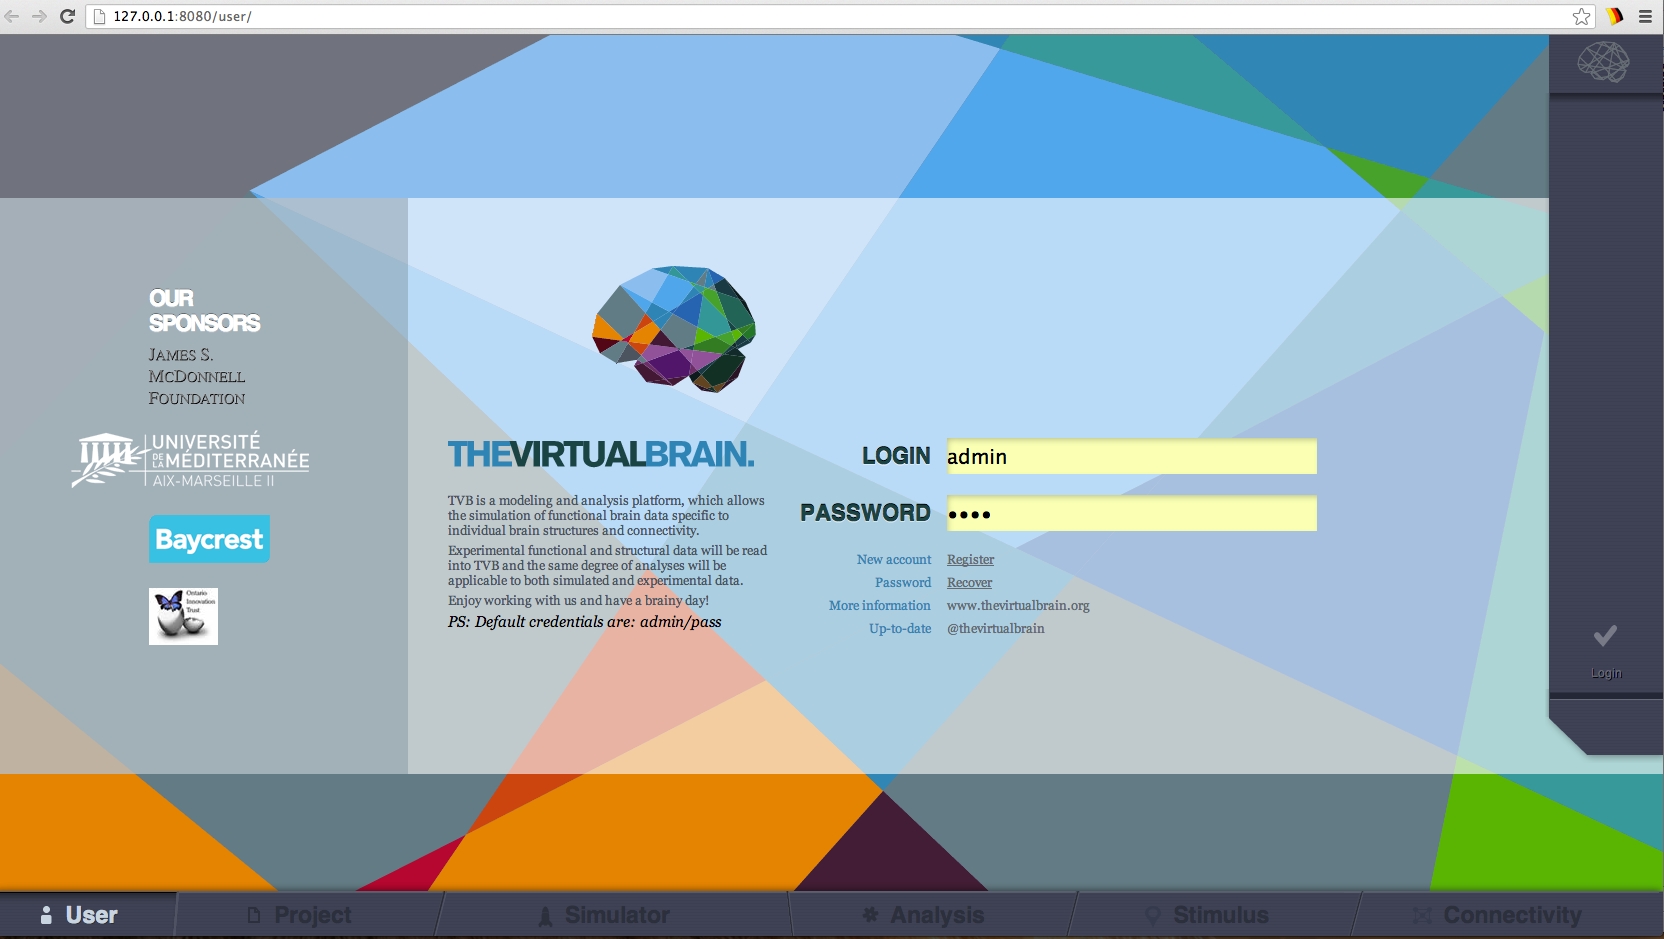 127.0.0.1:8080/user/
OUR
SPONSORS
JAMES S.
MCDONNELL
FOUNDATION
UNIVERSITÉ
DE LA MÉDITERRANÉE
AIX-MARSEILLE II
Baycrest
Ontario
Innovation
Trust
THEVIRTUALBRAIN.
TVB is a modeling and analysis platform, which allows
the simulation of functional brain data specific to
individual brain structures and connectivity.
Experimental functional and structural data will be read
into TVB and the same degree of analyses will be
applicable to both simulated and experimental data.
Enjoy working with us and have a brainy day!
PS: Default credentials are: admin/pass
LOGIN admin
PASSWORD ••••
New account Register
Password Recover
More information www.thevirtualbrain.org
Up-to-date @thevirtualbrain
Login
User Project Simulator Analysis Stimulus Connectivity